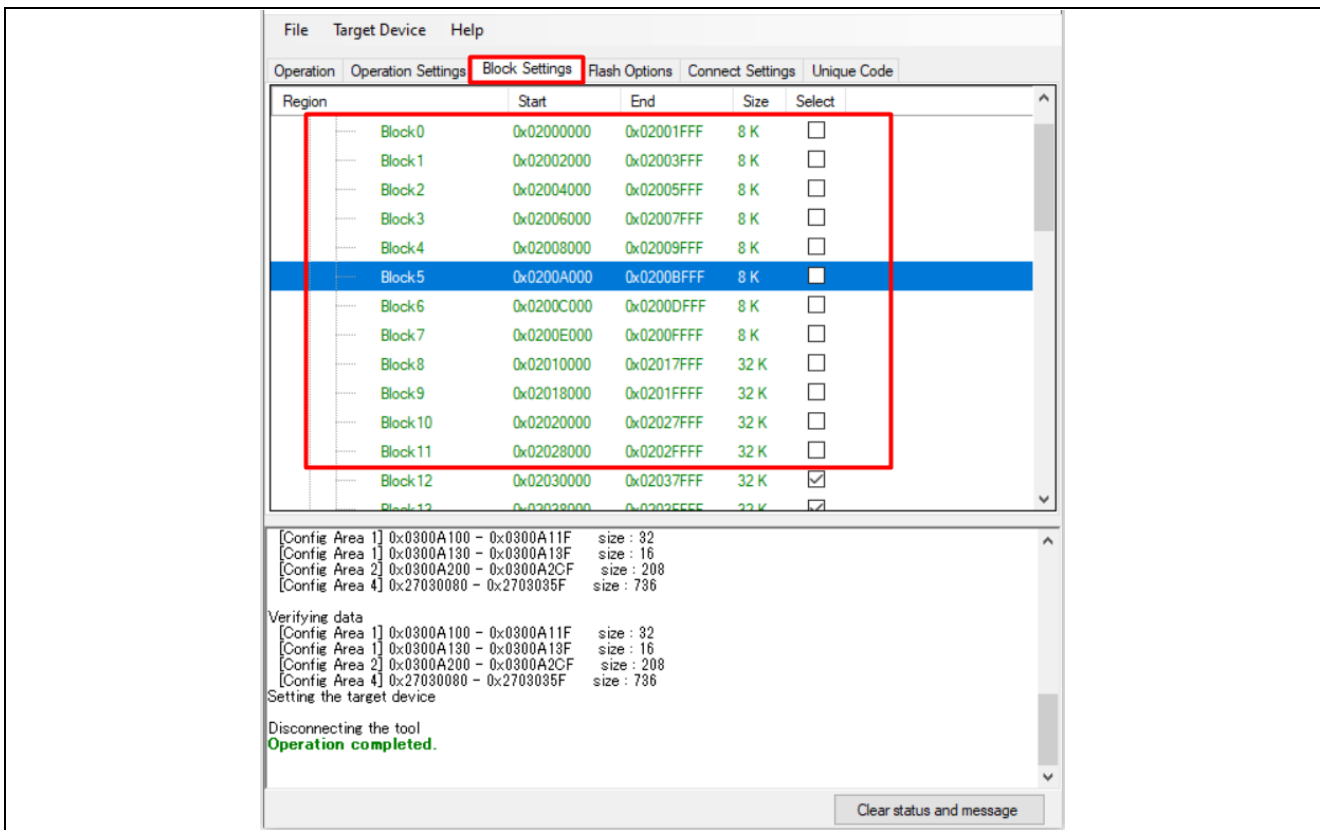 File Target Device Help
Operation Operation Settings Block Settings Flash Options Connect Settings Unique Code
Region Start End Size Select
Block0 0x02000000 0x02001FFF 8 K
Block1 0x02002000 0x02003FFF 8 K
Block2 0x02004000 0x02005FFF 8 K
Block3 0x02006000 0x02007FFF 8 K
Block4 0x02008000 0x02009FFF 8 K
Block5 0x0200A000 0x0200BFFF 8 K
Block6 0x0200C000 0x0200DFFF 8 K
Block7 0x0200E000 0x0200FFFF 8 K
Block8 0x02010000 0x02017FFF 32 K
Block9 0x02018000 0x0201FFFF 32 K
Block10 0x02020000 0x02027FFF 32 K
Block11 0x02028000 0x0202FFFF 32 K
Block12 0x02030000 0x02037FFF 32 K
Block13 0x02038000 0x0203FFFF 32 K
[Config Area 1] 0x0300A100 - 0x0300A11F size : 32
[Config Area 1] 0x0300A130 - 0x0300A13F size : 16
[Config Area 2] 0x0300A200 - 0x0300A2CF size : 208
[Config Area 4] 0x27030080 - 0x2703035F size : 736
Verifying data
[Config Area 1] 0x0300A100 - 0x0300A11F size : 32
[Config Area 1] 0x0300A130 - 0x0300A13F size : 16
[Config Area 2] 0x0300A200 - 0x0300A2CF size : 208
[Config Area 4] 0x27030080 - 0x2703035F size : 736
Setting the target device
Disconnecting the tool
Operation completed.
Clear status and message